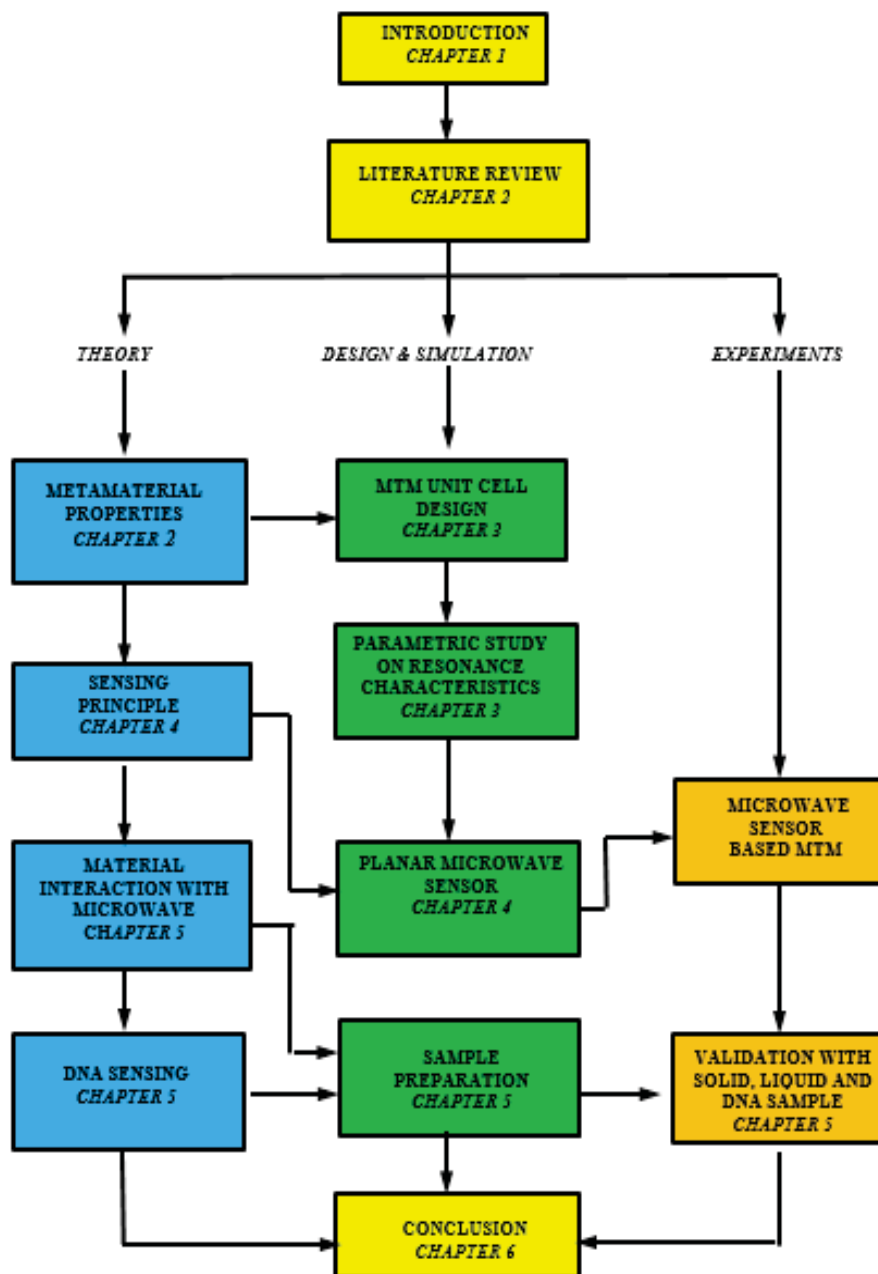 INTRODUCTION
CHAPTER 1
LITERATURE REVIEW
CHAPTER 2
THEORY
DESIGN & SIMULATION
EXPERIMENTS
METAMATERIAL
PROPERTIES
CHAPTER 2
MTM UNIT CELL
DESIGN
CHAPTER 3
SENSING
PRINCIPLE
CHAPTER 4
PARAMETRIC STUDY
ON RESONANCE
CHARACTERISTICS
CHAPTER 3
MATERIAL
INTERACTION WITH
MICROWAVE
CHAPTER 5
PLANAR MICROWAVE
SENSOR
CHAPTER 4
MICROWAVE
SENSOR
BASED MTM
DNA SENSING
CHAPTER 5
SAMPLE
PREPARATION
CHAPTER 5
VALIDATION WITH
SOLID, LIQUID AND
DNA SAMPLE
CHAPTER 5
CONCLUSION
CHAPTER 6